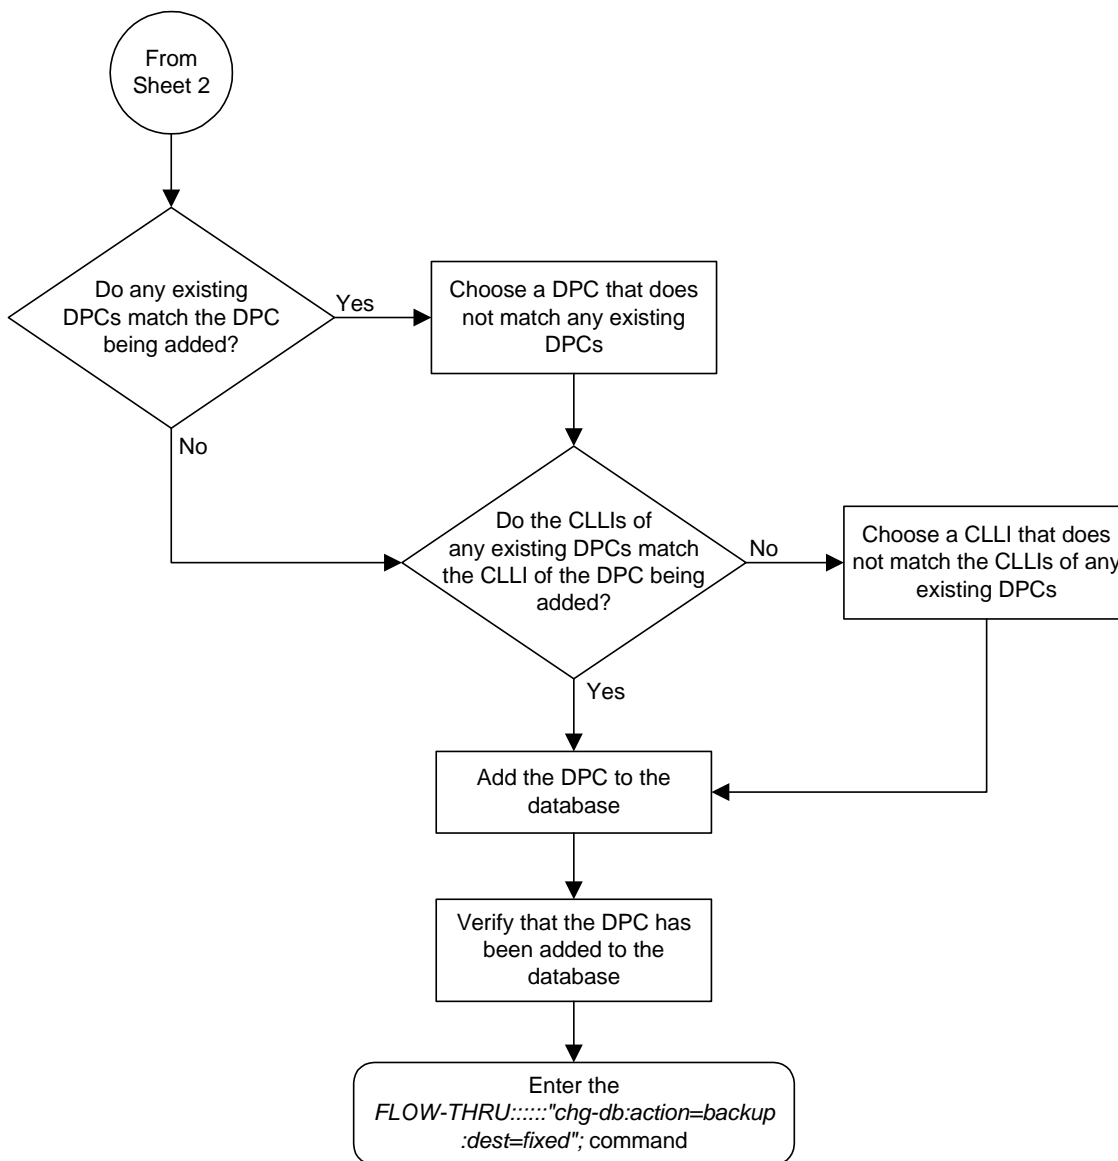 From
Sheet 2
Do any existing
DPCs match the DPC
being added?
Yes
Choose a DPC that does
not match any existing
DPCs
No
Do the CLLIs of
any existing DPCs match
the CLLI of the DPC being
added?
No
Choose a CLLI that does
not match the CLLIs of any
existing DPCs
Yes
Add the DPC to the
database
Verify that the DPC has
been added to the
database
Enter the
FLOW-THRU::::::"chg-db:action=backup
:dest=fixed"; command